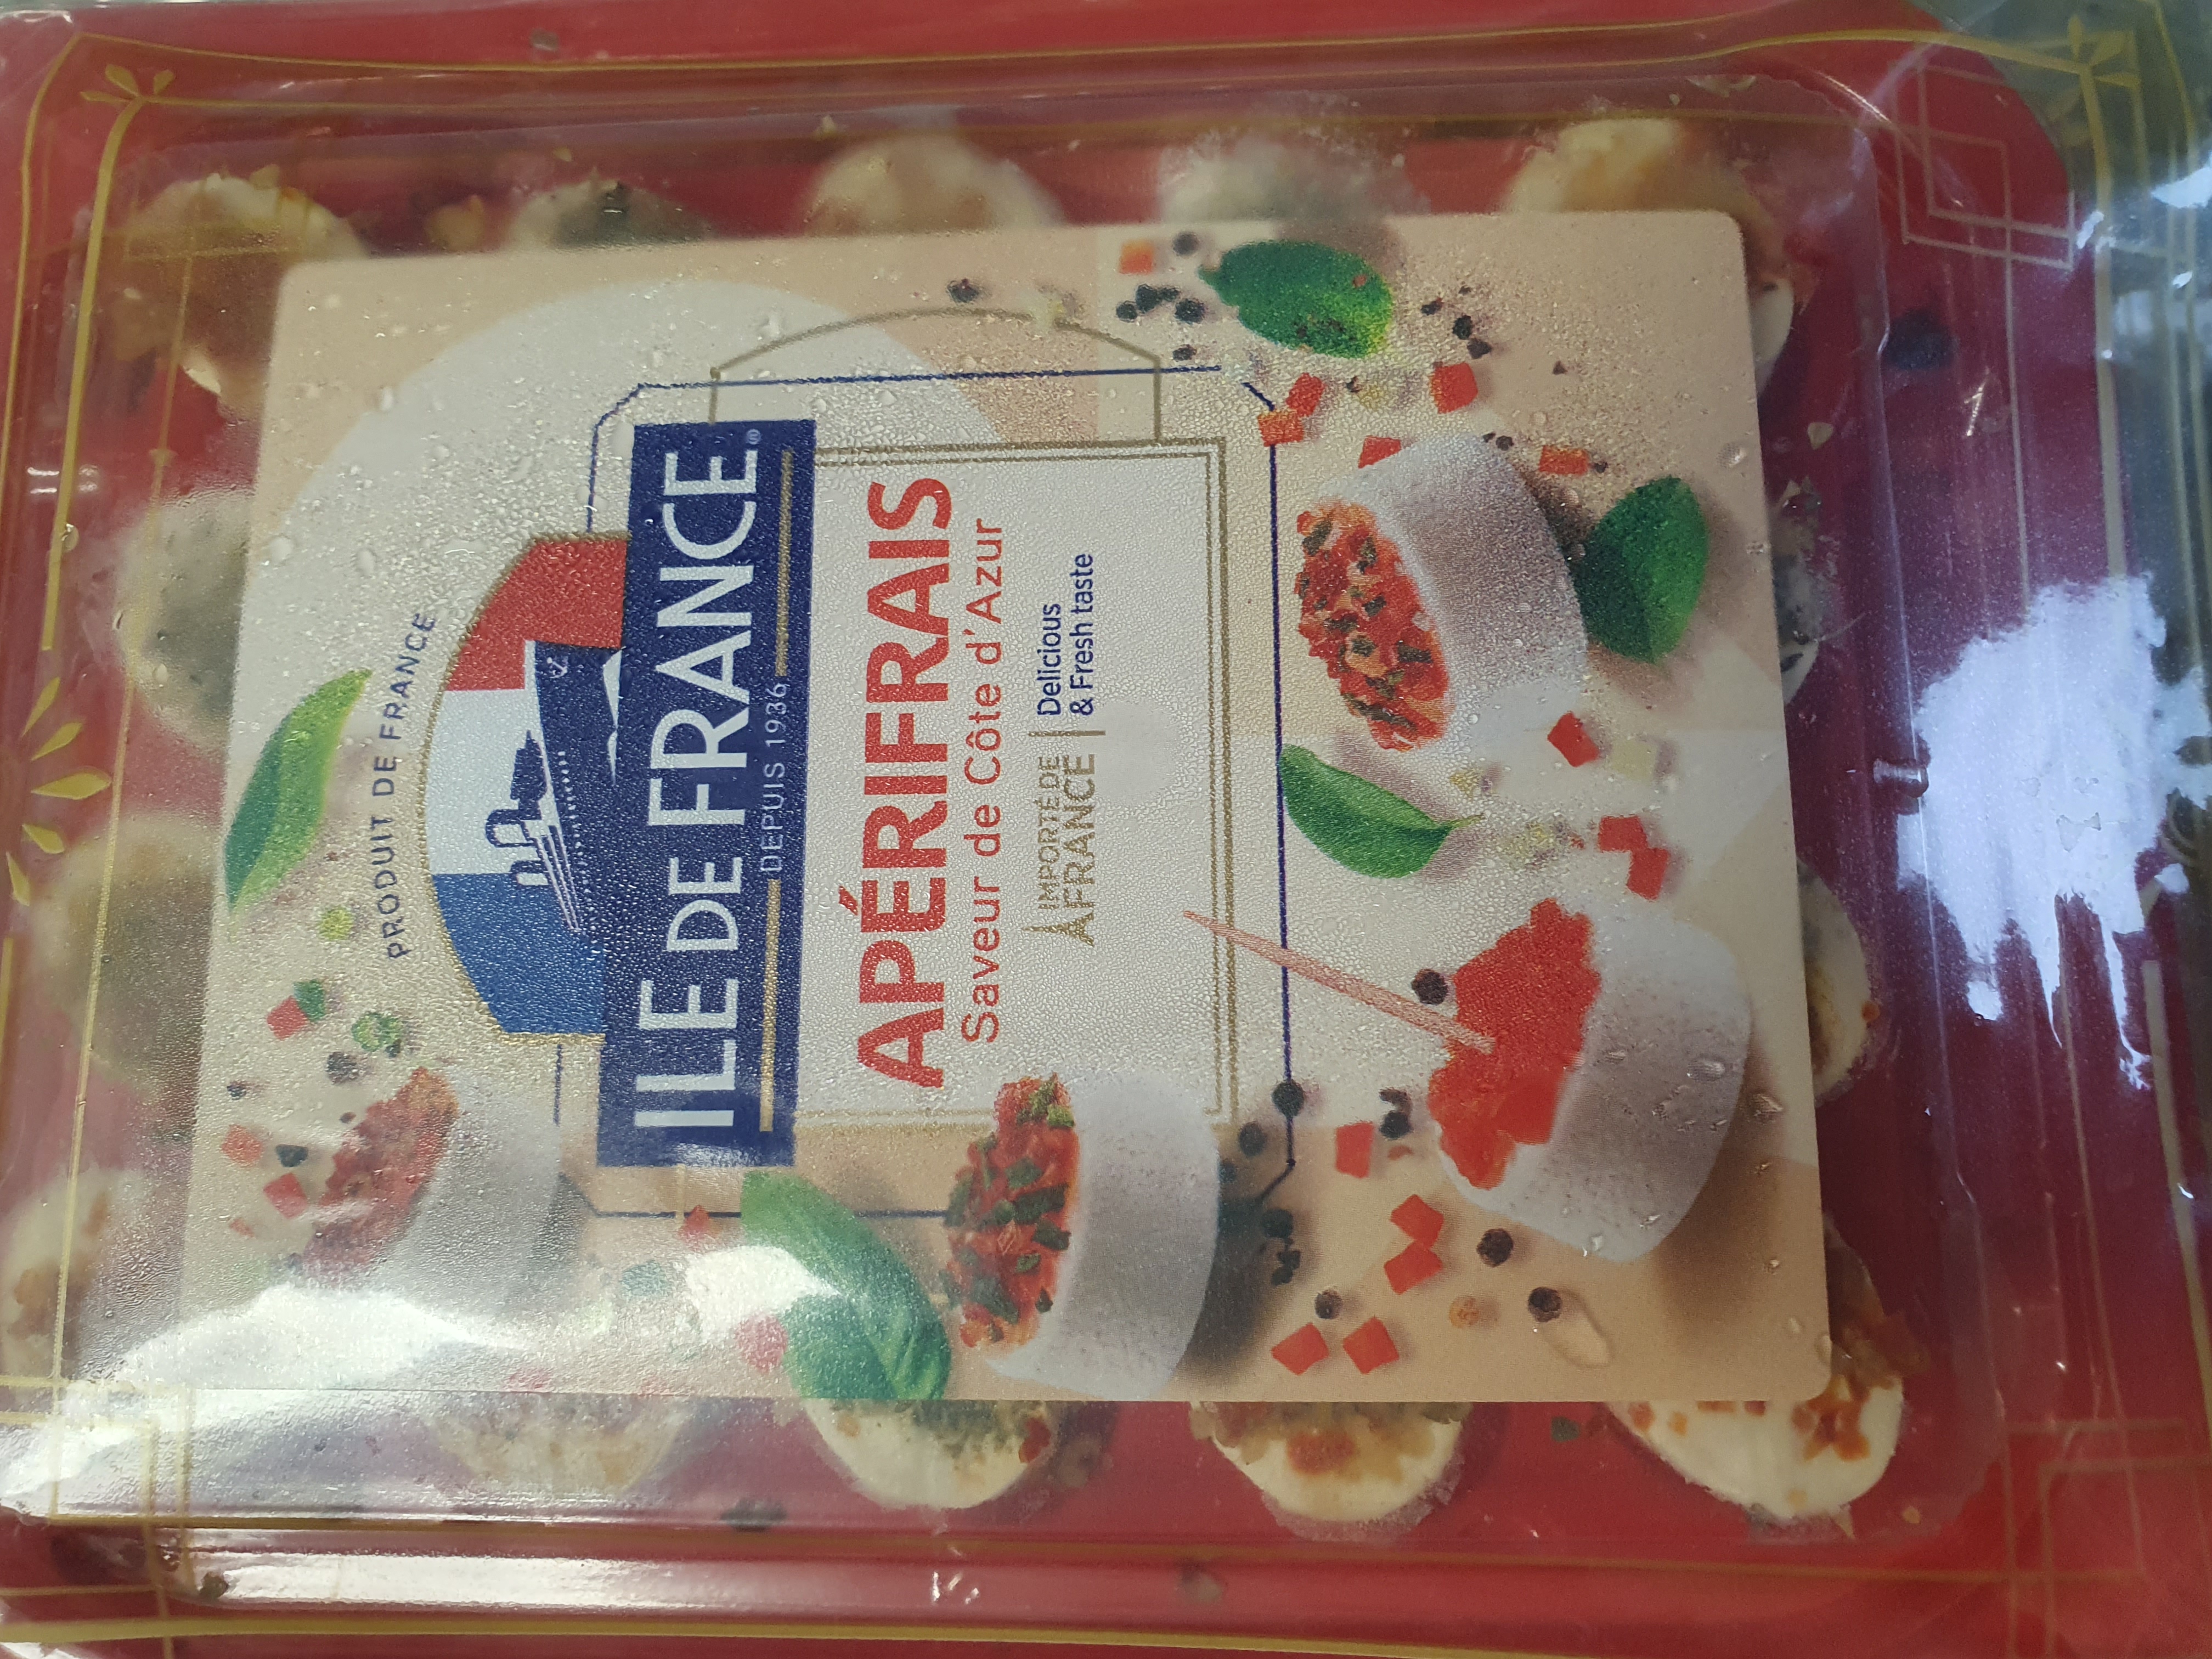 PRODUIT DE FRANCE
ILE DE FRANCE®
DEPUIS 1936
APÉRIFRAIS
Saveur de Côte d'Azur
IMPORTÉ DE
FRANCE
Delicious
& Fresh taste